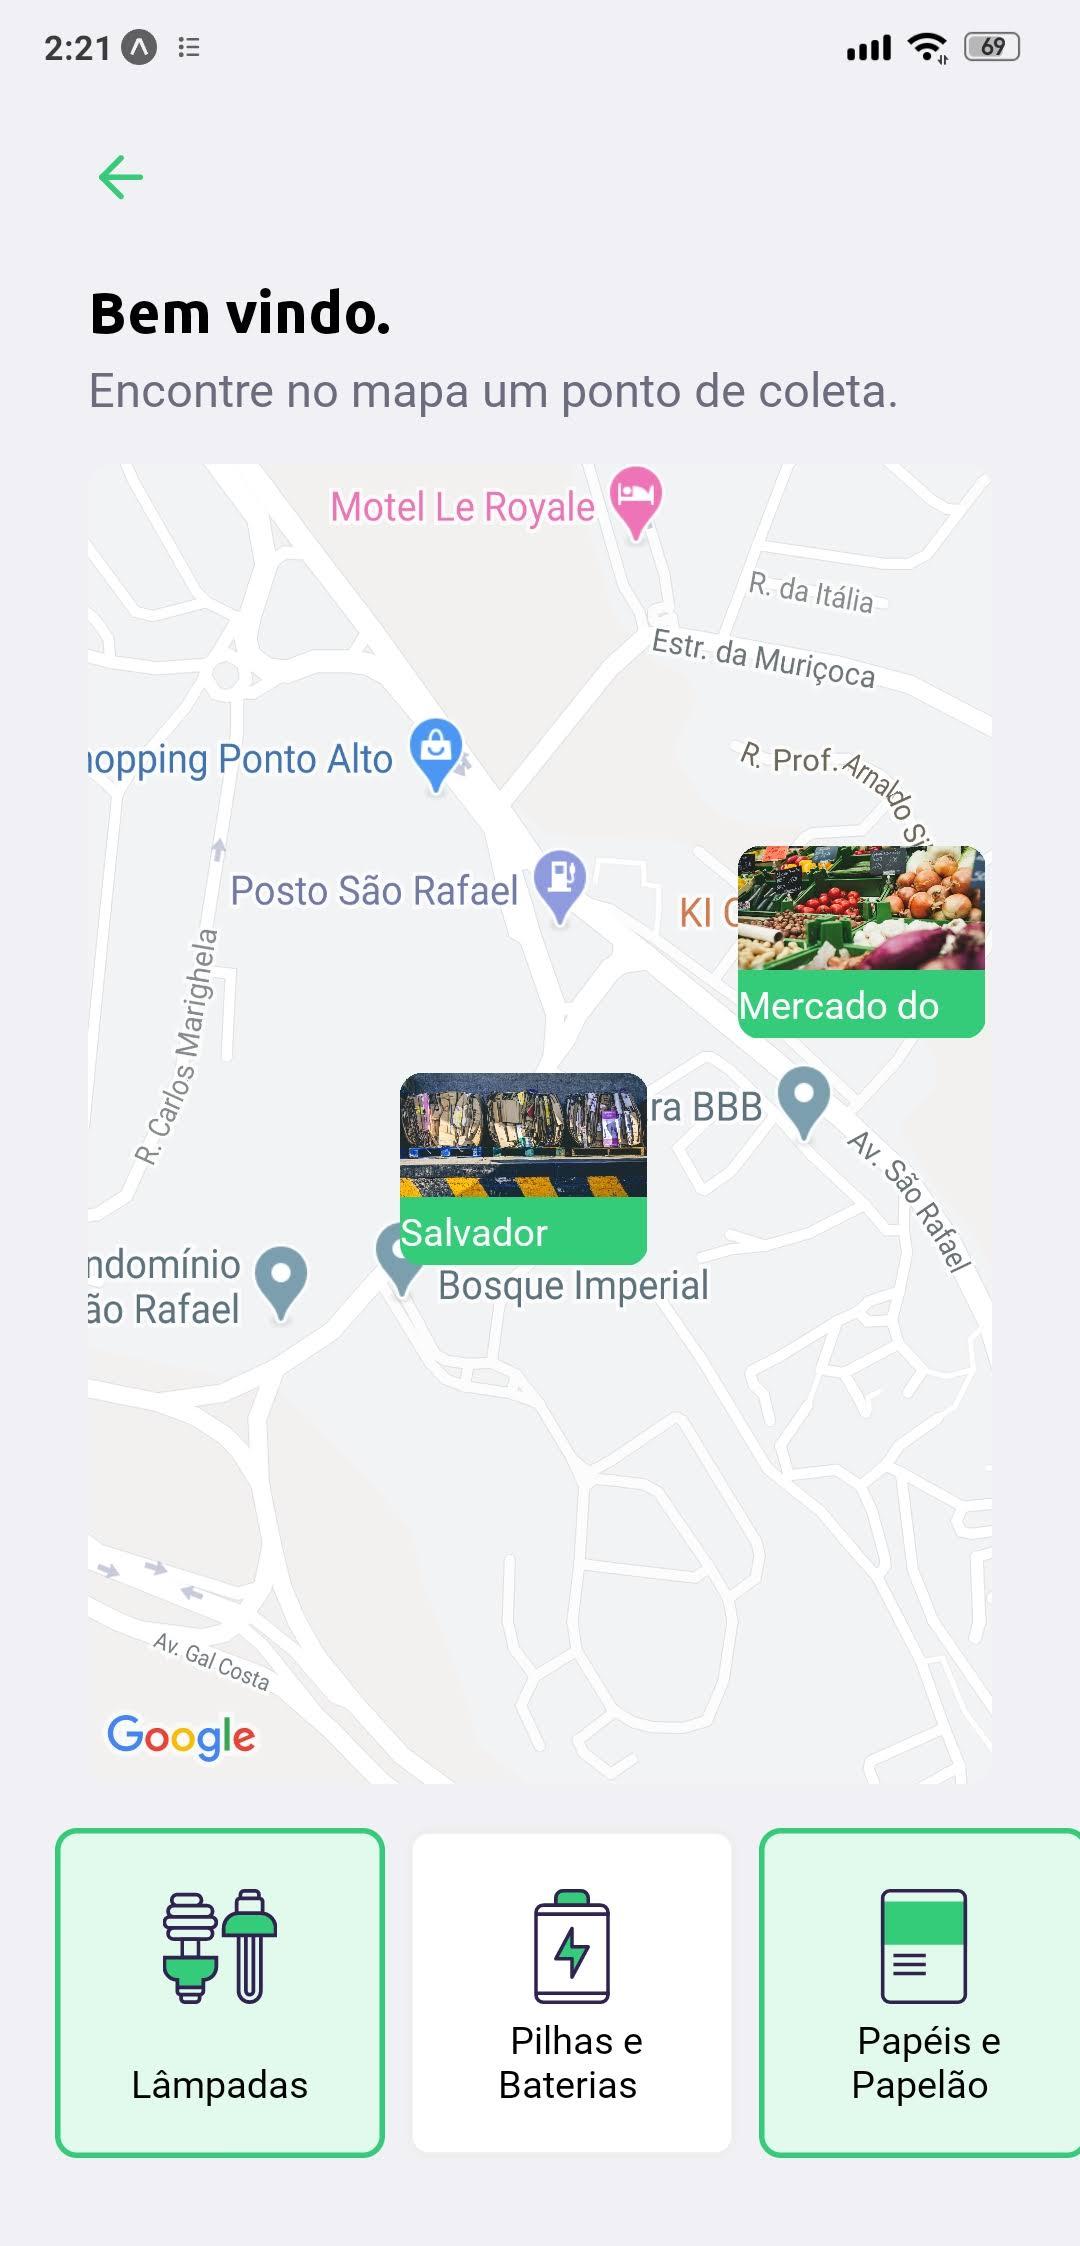 2:21
69
Bem vindo.
Encontre no mapa um ponto de coleta.
Motel Le Royale
R. da Itália
Estr. da Muriçoca
hopping Ponto Alto
R. Prof. Arnaldo Si
Posto São Rafael
KI
R. Carlos Marighela
Mercado do
ra BBB
Av. São Rafael
Salvador
Bosque Imperial
ndomínio
ão Rafael
Av. Gal Costa
Google
Lâmpadas
Pilhas e
Baterias
Papéis e
Papelão